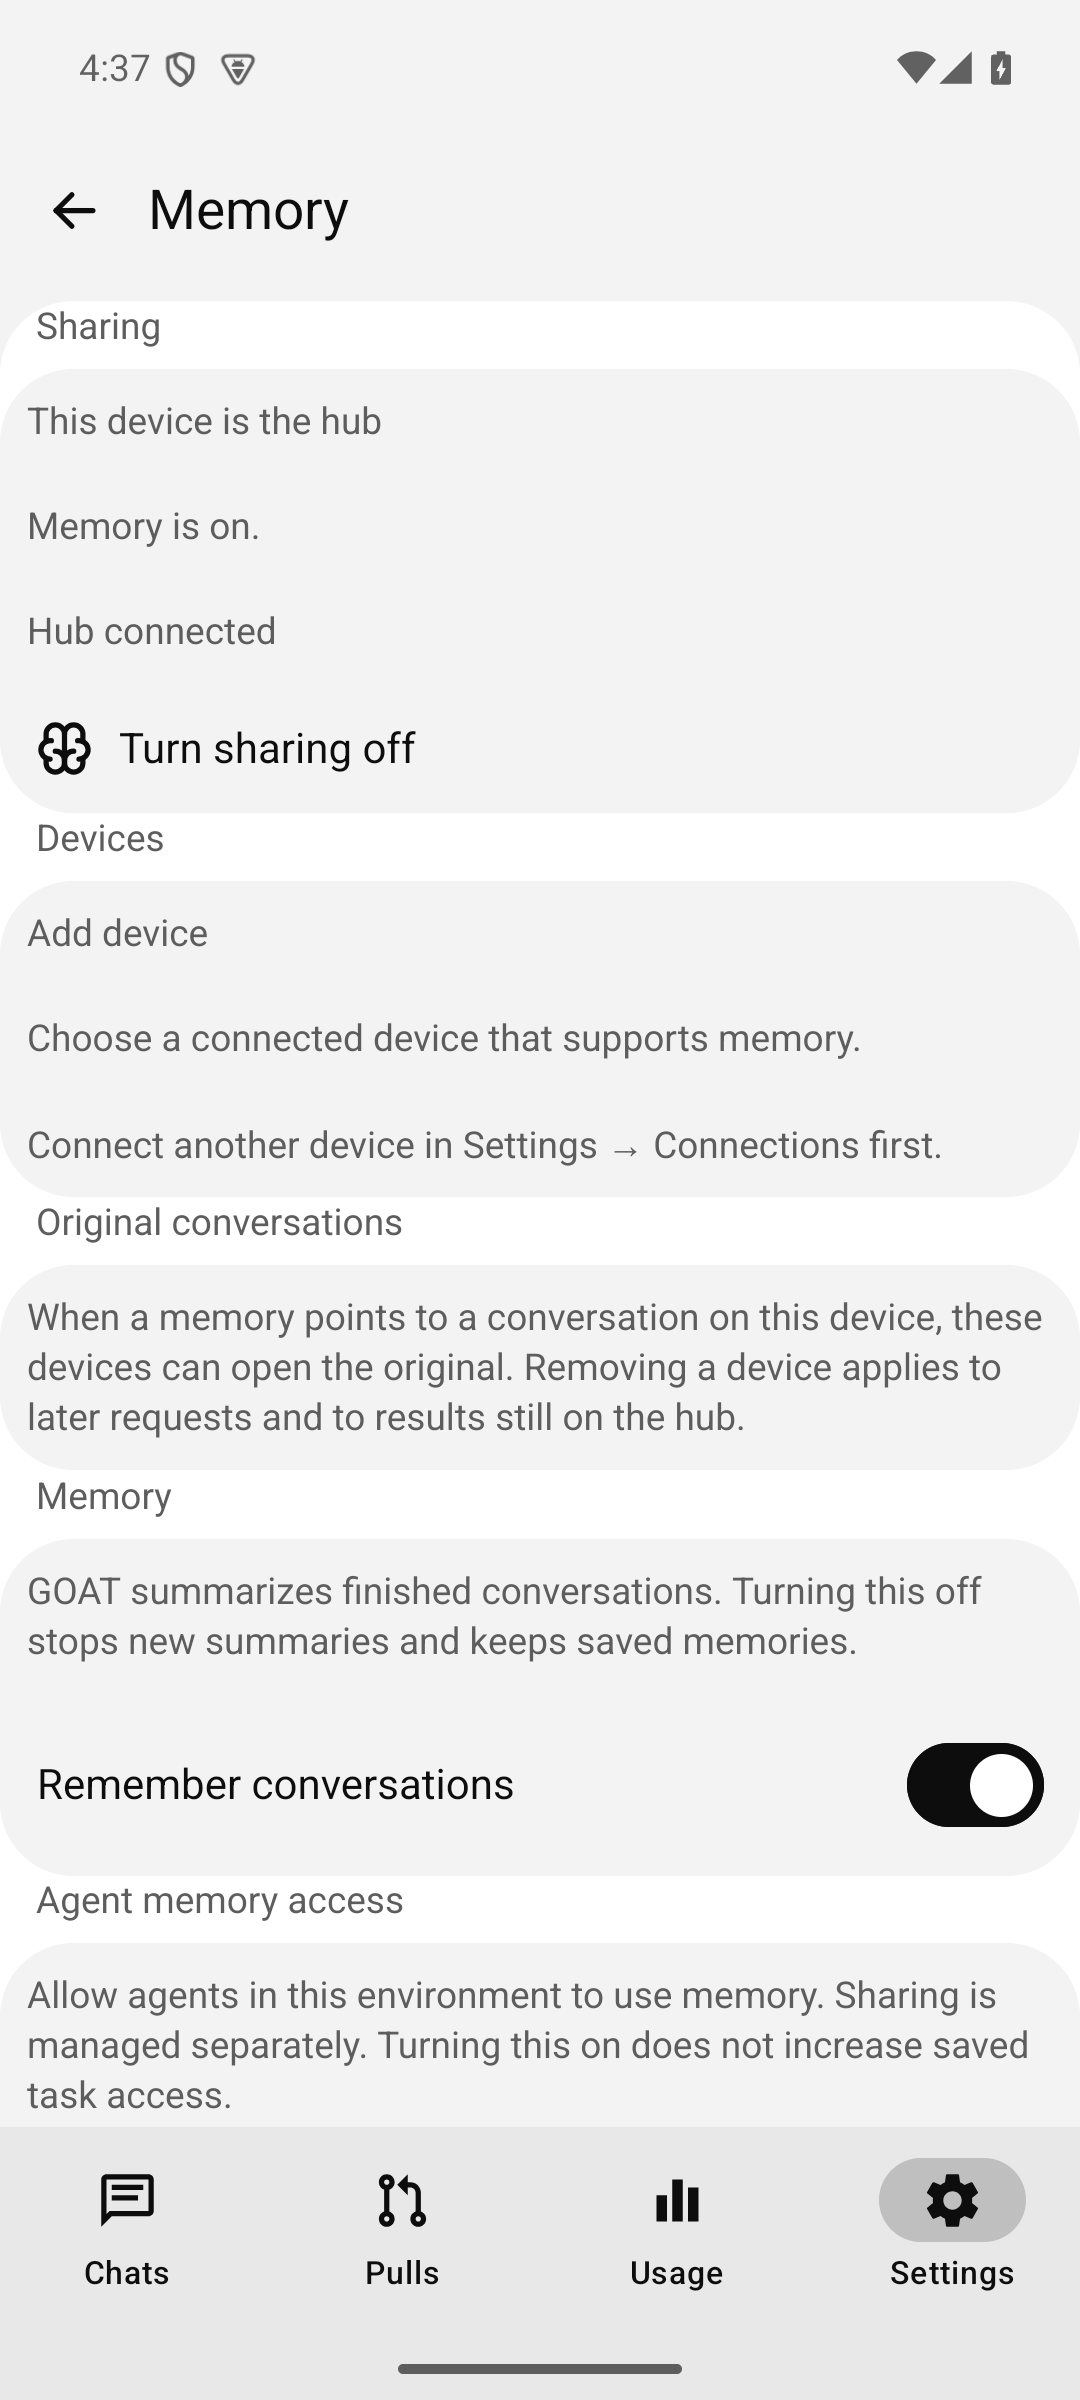 4:37
Memory
Sharing
This device is the hub
Memory is on.
Hub connected
Turn sharing off
Devices
Add device
Choose a connected device that supports memory.
Connect another device in Settings → Connections first.
Original conversations
When a memory points to a conversation on this device, these
devices can open the original. Removing a device applies to
later requests and to results still on the hub.
Memory
GOAT summarizes finished conversations. Turning this off
stops new summaries and keeps saved memories.
Remember conversations
Agent memory access
Allow agents in this environment to use memory. Sharing is
managed separately. Turning this on does not increase saved
task access.
Chats
Pulls
Usage
Settings